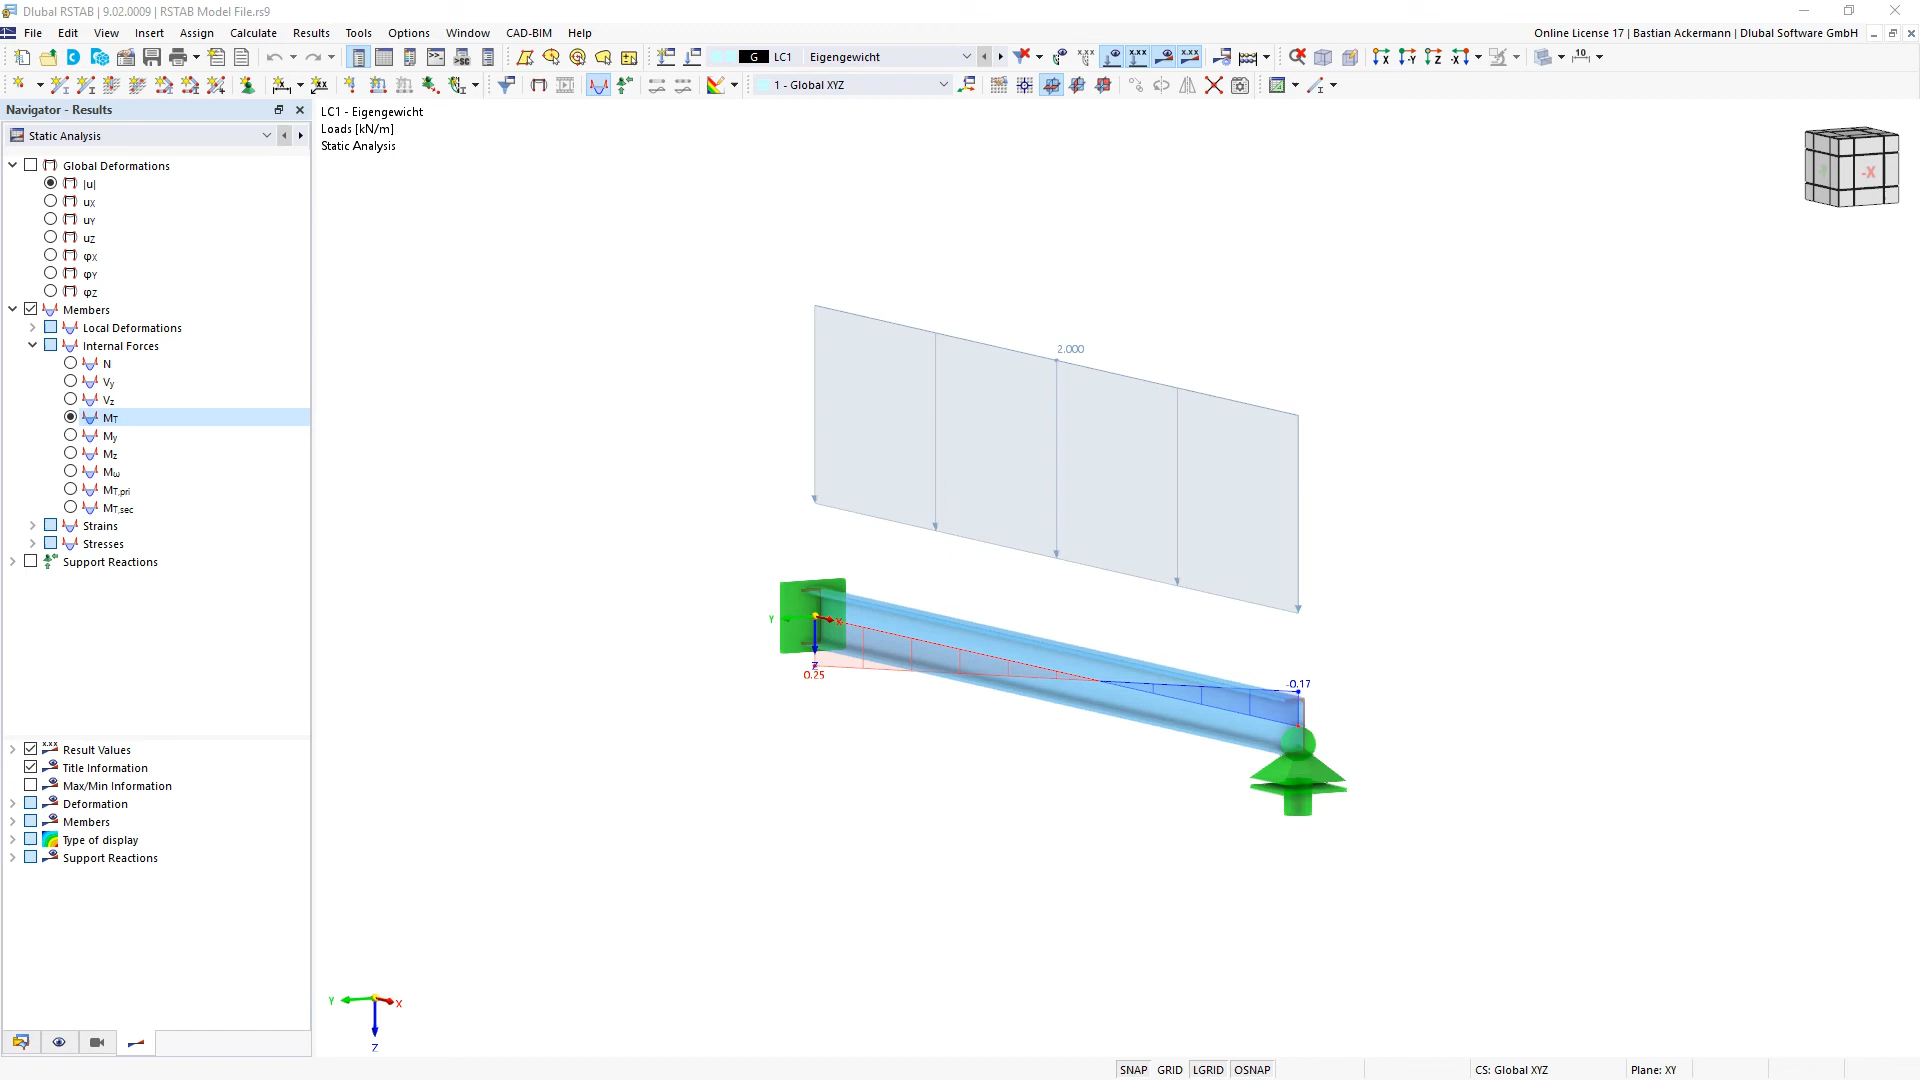 Dlubal RSTAB | 9.02.0009 | RSTAB Model File.rs9
File Edit View Insert Assign Calculate Results Tools Options Window CAD-BIM Help
Online License 17 | Bastian Ackermann | Dlubal Software GmbH
G LC1 Eigengewicht
1 - Global XYZ
Navigator - Results
Static Analysis
Global Deformations
|u|
uX
uY
uZ
φX
φY
φZ
Members
Local Deformations
Internal Forces
N
Vy
Vz
MT
My
Mz
Mω
MT,pri
MT,sec
Strains
Stresses
Support Reactions
Result Values
Title Information
Max/Min Information
Deformation
Members
Type of display
Support Reactions
LC1 - Eigengewicht
Loads [kN/m]
Static Analysis
-X
2.000
Y
X
Z
0.25
-0.17
Y
X
Z
SNAP GRID LGRID OSNAP
CS: Global XYZ
Plane: XY